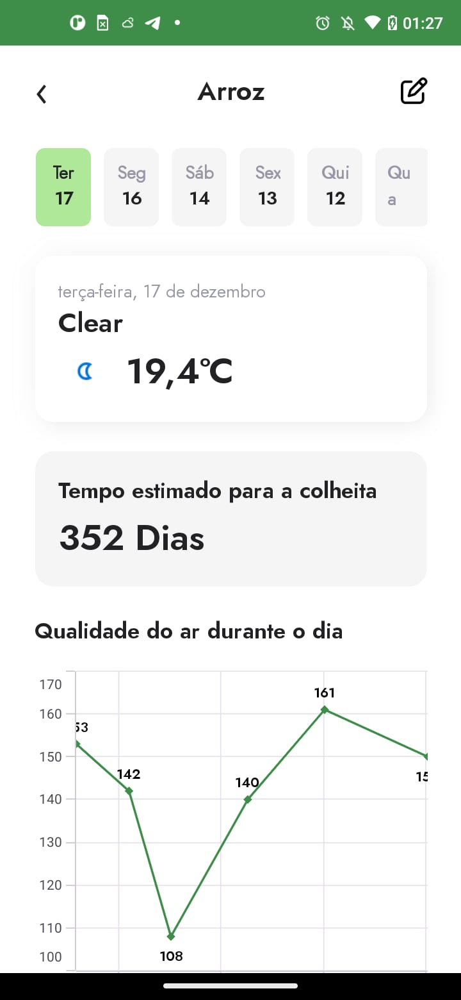 01:27
Arroz
Ter Seg Sáb Sex Qui Qu
17 16 14 13 12 a
terça-feira, 17 de dezembro
Clear
19,4°C
Tempo estimado para a colheita
352 Dias
Qualidade do ar durante o dia
170
161
160
53
150
142
15
140
140
130
120
110
108
100